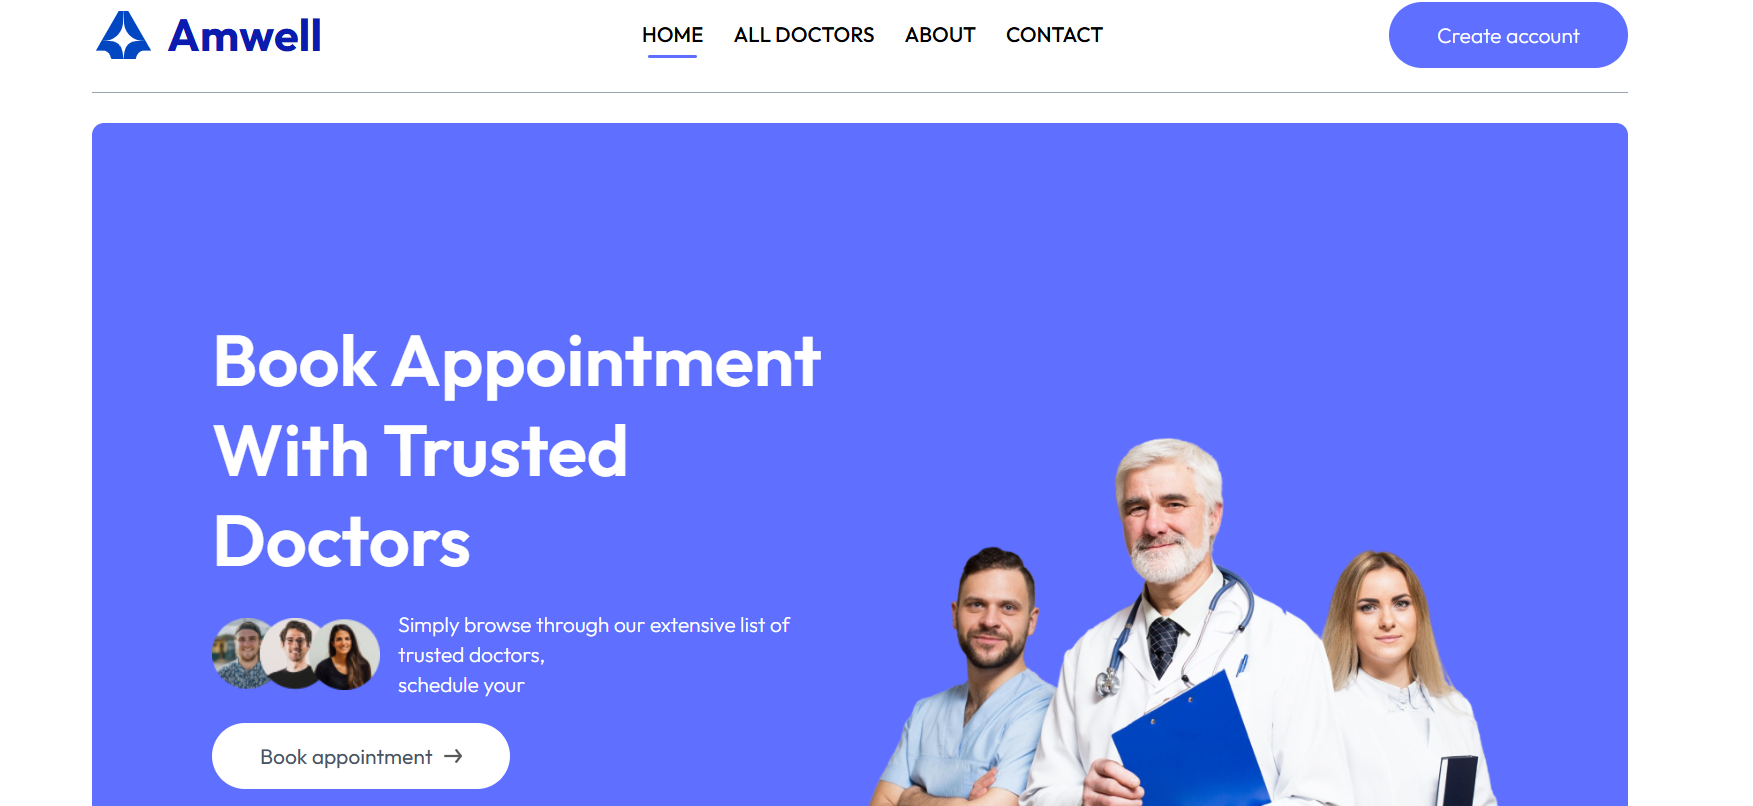 Amwell
HOME
ALL DOCTORS
ABOUT
CONTACT
Create account
Book Appointment
With Trusted
Doctors
Simply browse through our extensive list of
trusted doctors,
schedule your
Book appointment →